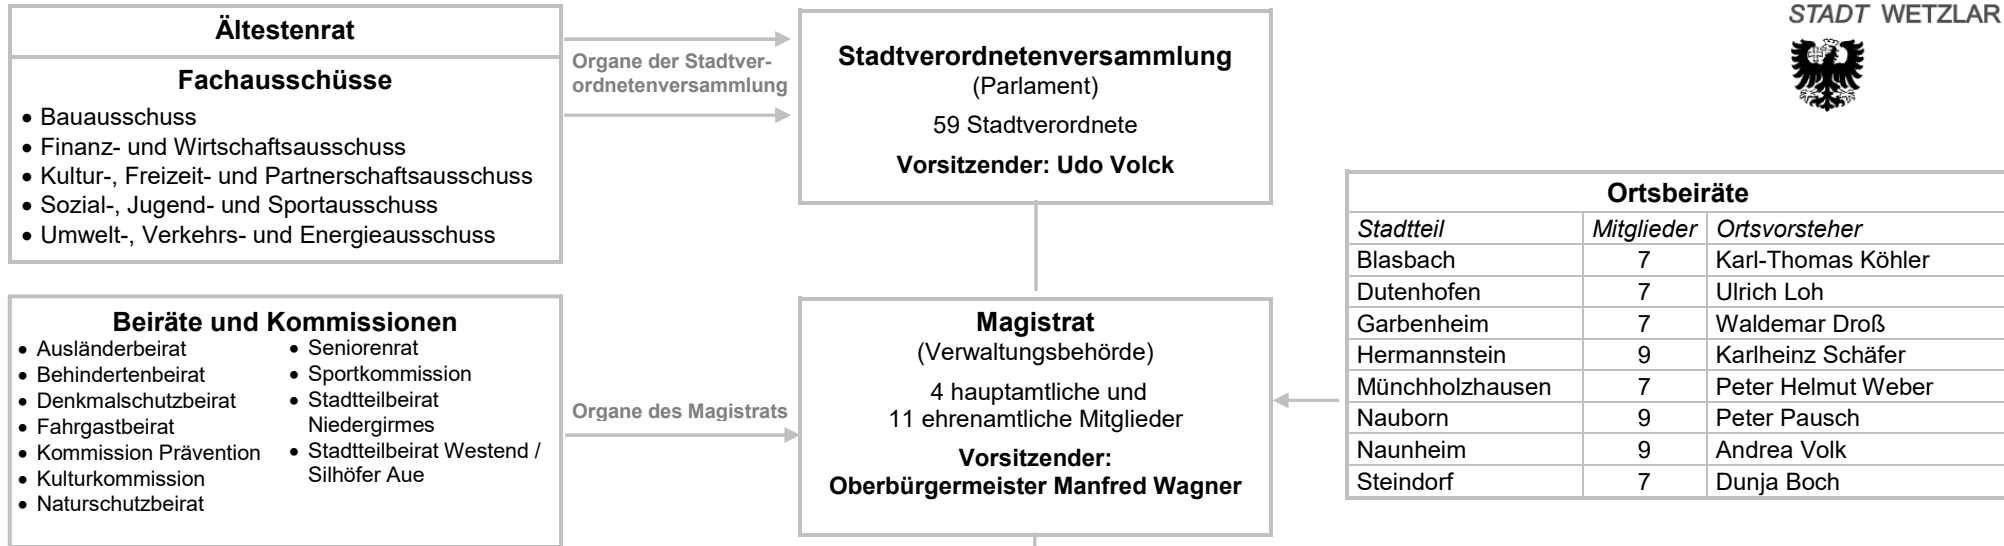 STADT WETZLAR
Ältestenrat
Fachausschüsse
• Bauausschuss
• Finanz- und Wirtschaftsausschuss
• Kultur-, Freizeit- und Partnerschaftsausschuss
• Sozial-, Jugend- und Sportausschuss
• Umwelt-, Verkehrs- und Energieausschuss
Organe der Stadtver-
ordnetenversammlung
Stadtverordnetenversammlung
(Parlament)
59 Stadtverordnete
Vorsitzender: Udo Volck
Beiräte und Kommissionen
• Ausländerbeirat
• Behindertenbeirat
• Denkmalschutzbeirat
• Fahrgastbeirat
• Kommission Prävention
• Kulturkommission
• Naturschutzbeirat
• Seniorenrat
• Sportkommission
• Stadtteilbeirat
Niedergirmes
• Stadtteilbeirat Westend /
Silhöfer Aue
Organe des Magistrats
Magistrat
(Verwaltungsbehörde)
4 hauptamtliche und
11 ehrenamtliche Mitglieder
Vorsitzender:
Oberbürgermeister Manfred Wagner
Ortsbeiräte
Stadtteil Mitglieder Ortsvorsteher
Blasbach 7 Karl-Thomas Köhler
Dutenhofen 7 Ulrich Loh
Garbenheim 7 Waldemar Droß
Hermannstein 9 Karlheinz Schäfer
Münchholzhausen 7 Peter Helmut Weber
Nauborn 9 Peter Pausch
Naunheim 9 Andrea Volk
Steindorf 7 Dunja Boch